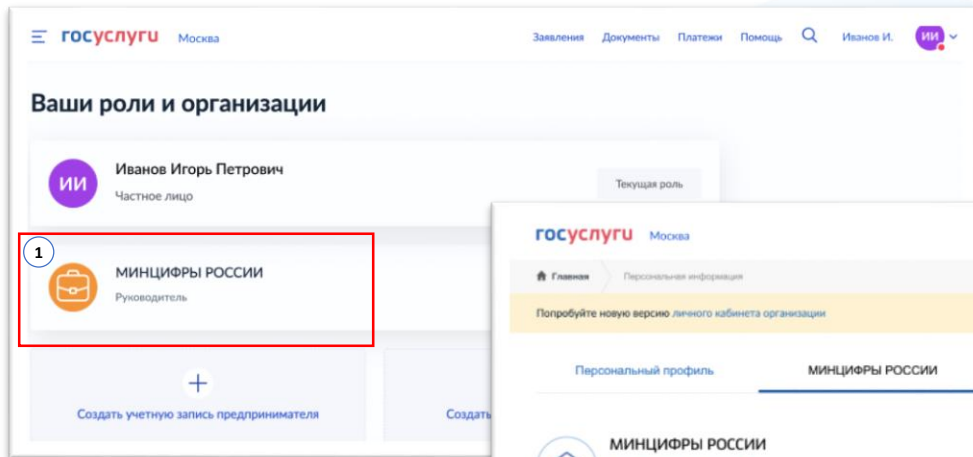 госуслуги Москва Заявления Документы Платежи Помощь Иванов И. ИИ
Ваши роли и организации
ИИ Иванов Игорь Петрович
Частное лицо
Текущая роль
1
МИНЦИФРЫ РОССИИ
Руководитель
Создать учетную запись предпринимателя
Создать
госуслуги Москва
Главная Персональная информация
Попробуйте новую версию личного кабинета организации
Персональный профиль МИНЦИФРЫ РОССИИ
МИНЦИФРЫ РОССИИ